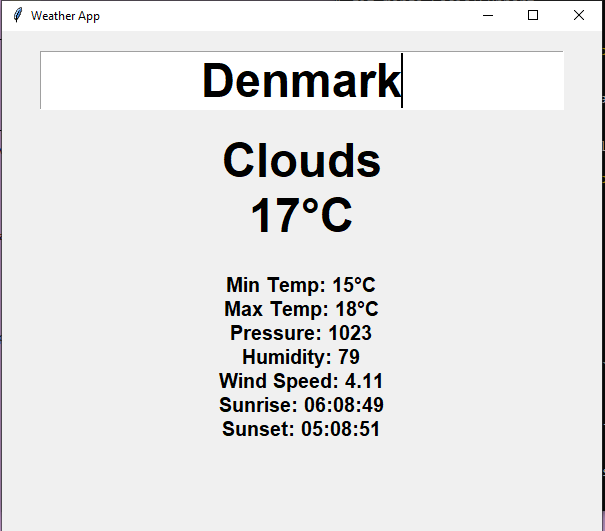 Weather App
Denmark
Clouds
17°C
Min Temp: 15°C
Max Temp: 18°C
Pressure: 1023
Humidity: 79
Wind Speed: 4.11
Sunrise: 06:08:49
Sunset: 05:08:51